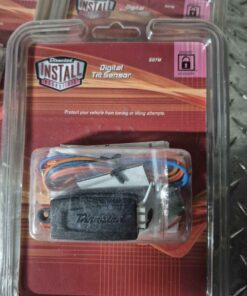 Directed
INSTALL
ESSENTIALS
Digital
Tilt Sensor
507M
Protect your vehicle from towing or lifting attempts.
Directed